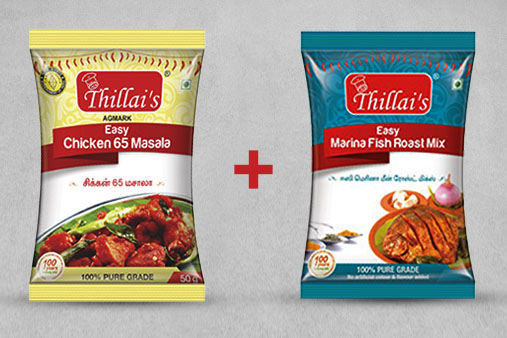 Thillai's
AGMARK
Easy
Chicken 65 Masala
சிக்கன் 65 மசாலா
100% PURE GRADE
50 g
+
Thillai's
Easy
Marina Fish Roast Mix
ஈஸி மெரினா மீன் ரோஸ்ட் மிக்ஸ்
100% PURE GRADE
No artificial colour & flavour added